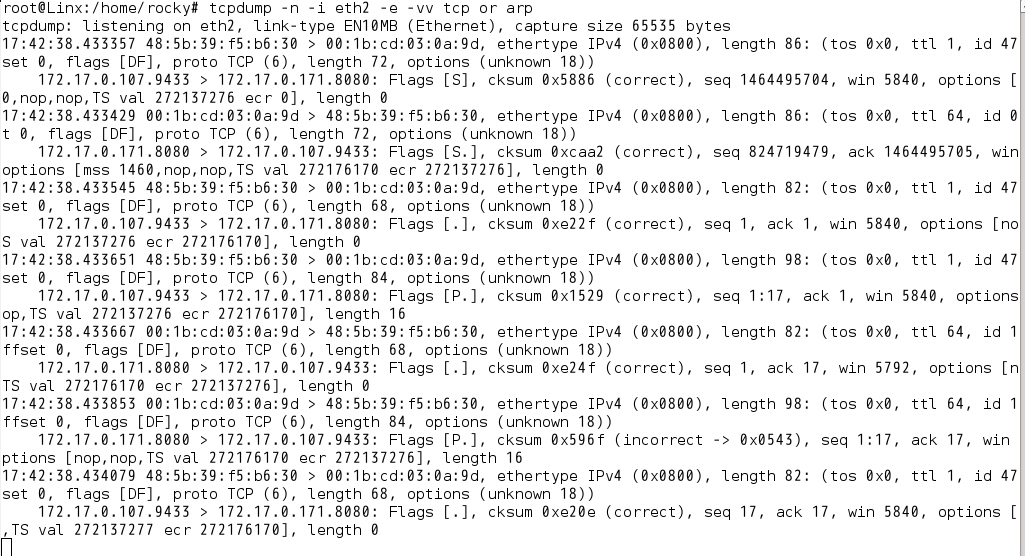 root@Linx:/home/rocky# tcpdump -n -i eth2 -e -vv tcp or arp
tcpdump: listening on eth2, link-type EN10MB (Ethernet), capture size 65535 bytes
17:42:38.433357 48:5b:39:f5:b6:30 > 00:1b:cd:03:0a:9d, ethertype IPv4 (0x0800), length 86: (tos 0x0, ttl 1, id 47
set 0, flags [DF], proto TCP (6), length 72, options (unknown 18))
172.17.0.107.9433 > 172.17.0.171.8080: Flags [S], cksum 0x5886 (correct), seq 1464495704, win 5840, options [
0,nop,nop,TS val 272137276 ecr 0], length 0
17:42:38.433429 00:1b:cd:03:0a:9d > 48:5b:39:f5:b6:30, ethertype IPv4 (0x0800), length 86: (tos 0x0, ttl 64, id 0
t 0, flags [DF], proto TCP (6), length 72, options (unknown 18))
172.17.0.171.8080 > 172.17.0.107.9433: Flags [S.], cksum 0xcaa2 (correct), seq 824719479, ack 1464495705, win
options [mss 1460,nop,nop,TS val 272176170 ecr 272137276], length 0
17:42:38.433545 48:5b:39:f5:b6:30 > 00:1b:cd:03:0a:9d, ethertype IPv4 (0x0800), length 82: (tos 0x0, ttl 1, id 47
set 0, flags [DF], proto TCP (6), length 68, options (unknown 18))
172.17.0.107.9433 > 172.17.0.171.8080: Flags [.], cksum 0xe22f (correct), seq 1, ack 1, win 5840, options [no
S val 272137276 ecr 272176170], length 0
17:42:38.433651 48:5b:39:f5:b6:30 > 00:1b:cd:03:0a:9d, ethertype IPv4 (0x0800), length 98: (tos 0x0, ttl 1, id 47
set 0, flags [DF], proto TCP (6), length 84, options (unknown 18))
172.17.0.107.9433 > 172.17.0.171.8080: Flags [P.], cksum 0x1529 (correct), seq 1:17, ack 1, win 5840, options
op,TS val 272137276 ecr 272176170], length 16
17:42:38.433667 00:1b:cd:03:0a:9d > 48:5b:39:f5:b6:30, ethertype IPv4 (0x0800), length 82: (tos 0x0, ttl 64, id 1
ffset 0, flags [DF], proto TCP (6), length 68, options (unknown 18))
172.17.0.171.8080 > 172.17.0.107.9433: Flags [.], cksum 0xe24f (correct), seq 1, ack 17, win 5792, options [n
TS val 272176170 ecr 272137276], length 0
17:42:38.433853 00:1b:cd:03:0a:9d > 48:5b:39:f5:b6:30, ethertype IPv4 (0x0800), length 98: (tos 0x0, ttl 64, id 1
ffset 0, flags [DF], proto TCP (6), length 84, options (unknown 18))
172.17.0.171.8080 > 172.17.0.107.9433: Flags [P.], cksum 0x596f (incorrect -> 0x0543), seq 1:17, ack 17, win
ptions [nop,nop,TS val 272176170 ecr 272137276], length 16
17:42:38.434079 48:5b:39:f5:b6:30 > 00:1b:cd:03:0a:9d, ethertype IPv4 (0x0800), length 82: (tos 0x0, ttl 1, id 47
set 0, flags [DF], proto TCP (6), length 68, options (unknown 18))
172.17.0.107.9433 > 172.17.0.171.8080: Flags [.], cksum 0xe20e (correct), seq 17, ack 17, win 5840, options [
,TS val 272137277 ecr 272176170], length 0